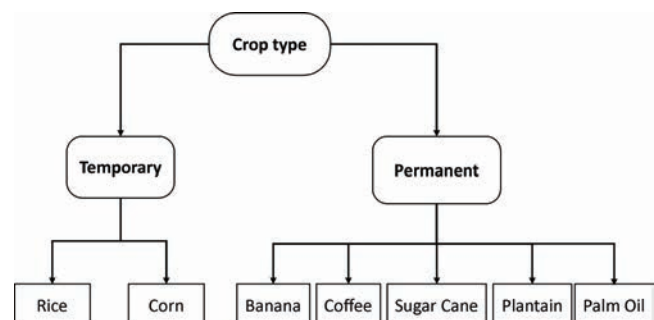 Crop type
Temporary
Permanent
Rice
Corn
Banana
Coffee
Sugar Cane
Plantain
Palm Oil